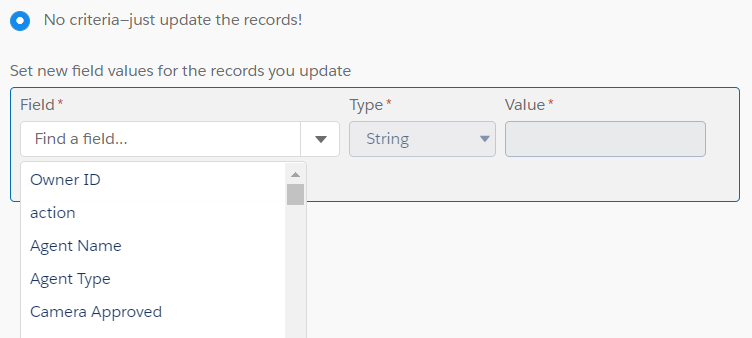 No criteria—just update the records!
Set new field values for the records you update
Field* Type* Value*
Find a field... String
Owner ID
action
Agent Name
Agent Type
Camera Approved